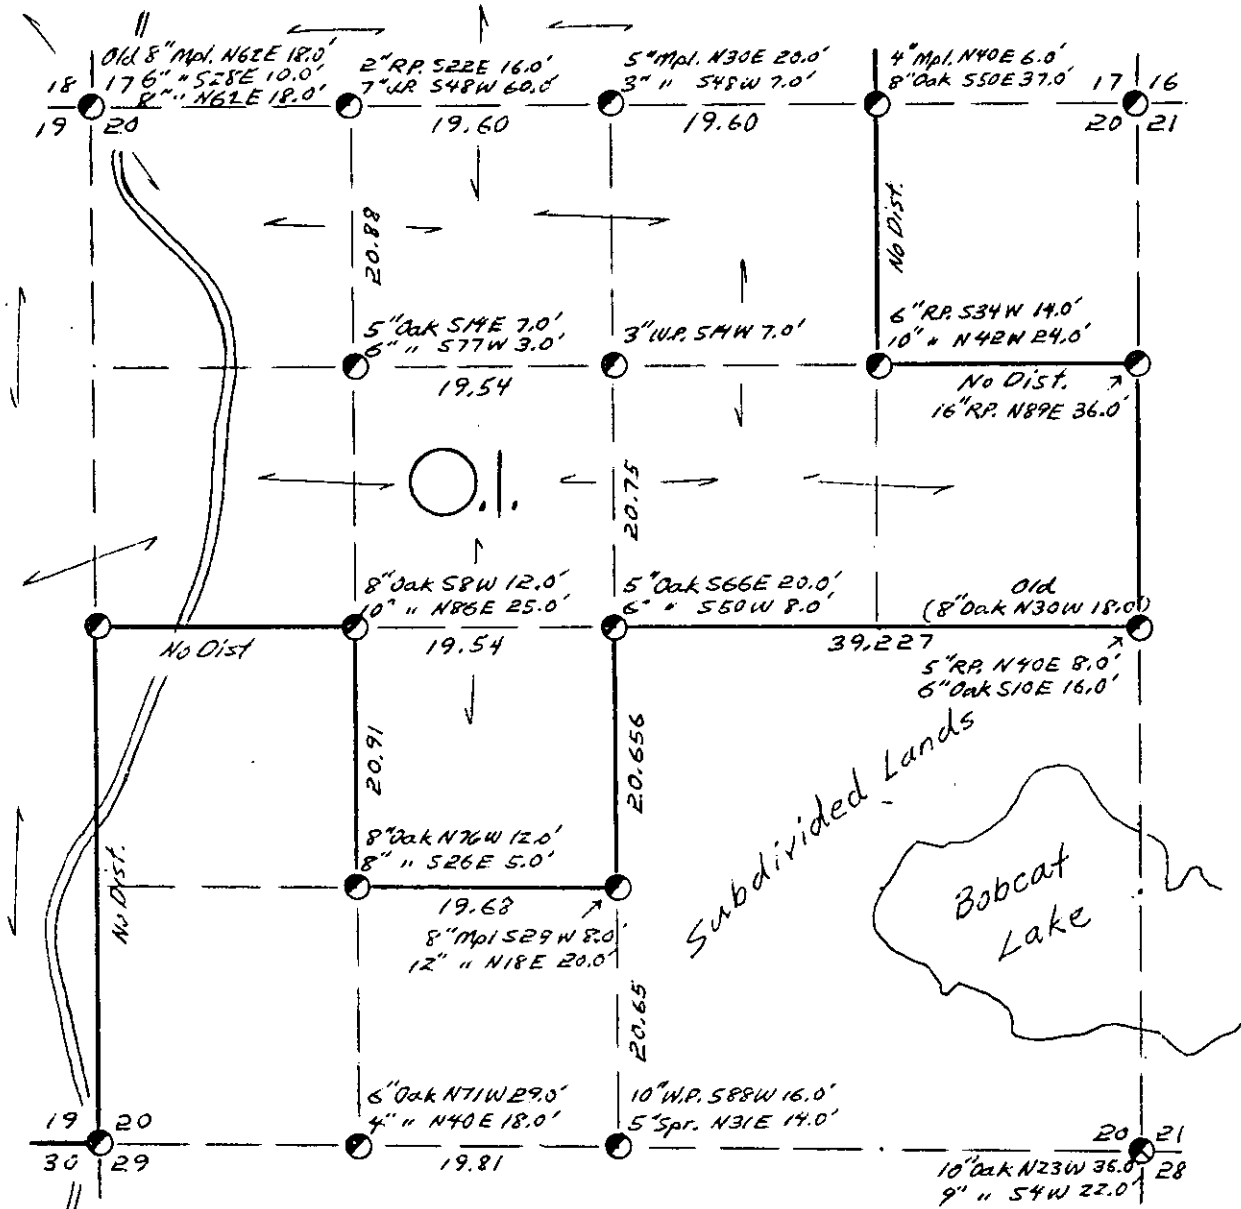 Old 8" Mpl. N62E 18.0'
18 17 6" " S28E 10.0'
8" " N62E 18.0'
19 20
2" RP. S22E 16.0'
7" S48W 60.0'
5" Mpl. N30E 20.0'
3" " S48W 7.0'
4" Mpl. N40E 6.0'
8" Oak S50E 37.0'
17 16
20 21
19.60
19.60
20.88
No Dist.
5" Oak S14E 7.0'
6" " S77W 3.0'
3" W.P. S14W 7.0'
6" RP. S34W 14.0'
10" " N42W 24.0'
19.54
No Dist.
16" RP. N89E 36.0'
O.I.
20.75
8" Oak S8W 12.0'
10" " N86E 25.0'
5" Oak S66E 20.0'
6" " S50W 8.0'
Old
(8" Oak N30W 18.0')
No Dist
19.54
39.227
5" RP. N40E 8.0'
6" Oak S10E 16.0'
20.91
20.656
Subdivided Lands
8" Oak N76W 12.0'
8" " S26E 5.0'
No Dist.
19.68
8" Mpl S29W 8.0'
12" " N18E 20.0'
Bobcat
Lake
20.65
6" Oak N71W 29.0'
4" " N40E 18.0'
10" W.P. S88W 16.0'
5" Spr. N31E 14.0'
19 20
30 29
19.81
20 21
28
10" Oak N23W 36.0'
9" " S4W 22.0'